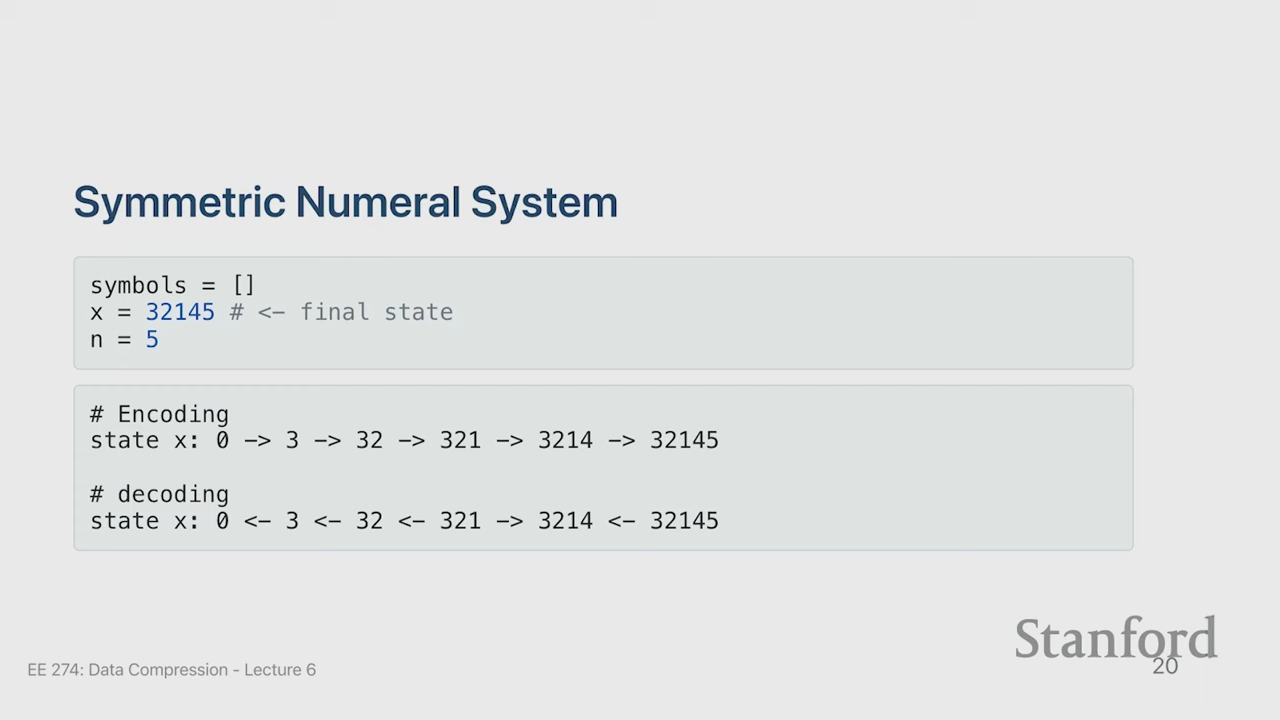 Symmetric Numeral System
symbols = []
x = 32145 # <- final state
n = 5
# Encoding
state x: 0 -> 3 -> 32 -> 321 -> 3214 -> 32145
# decoding
state x: 0 <- 3 <- 32 <- 321 -> 3214 <- 32145
Stanford
20
EE 274: Data Compression - Lecture 6